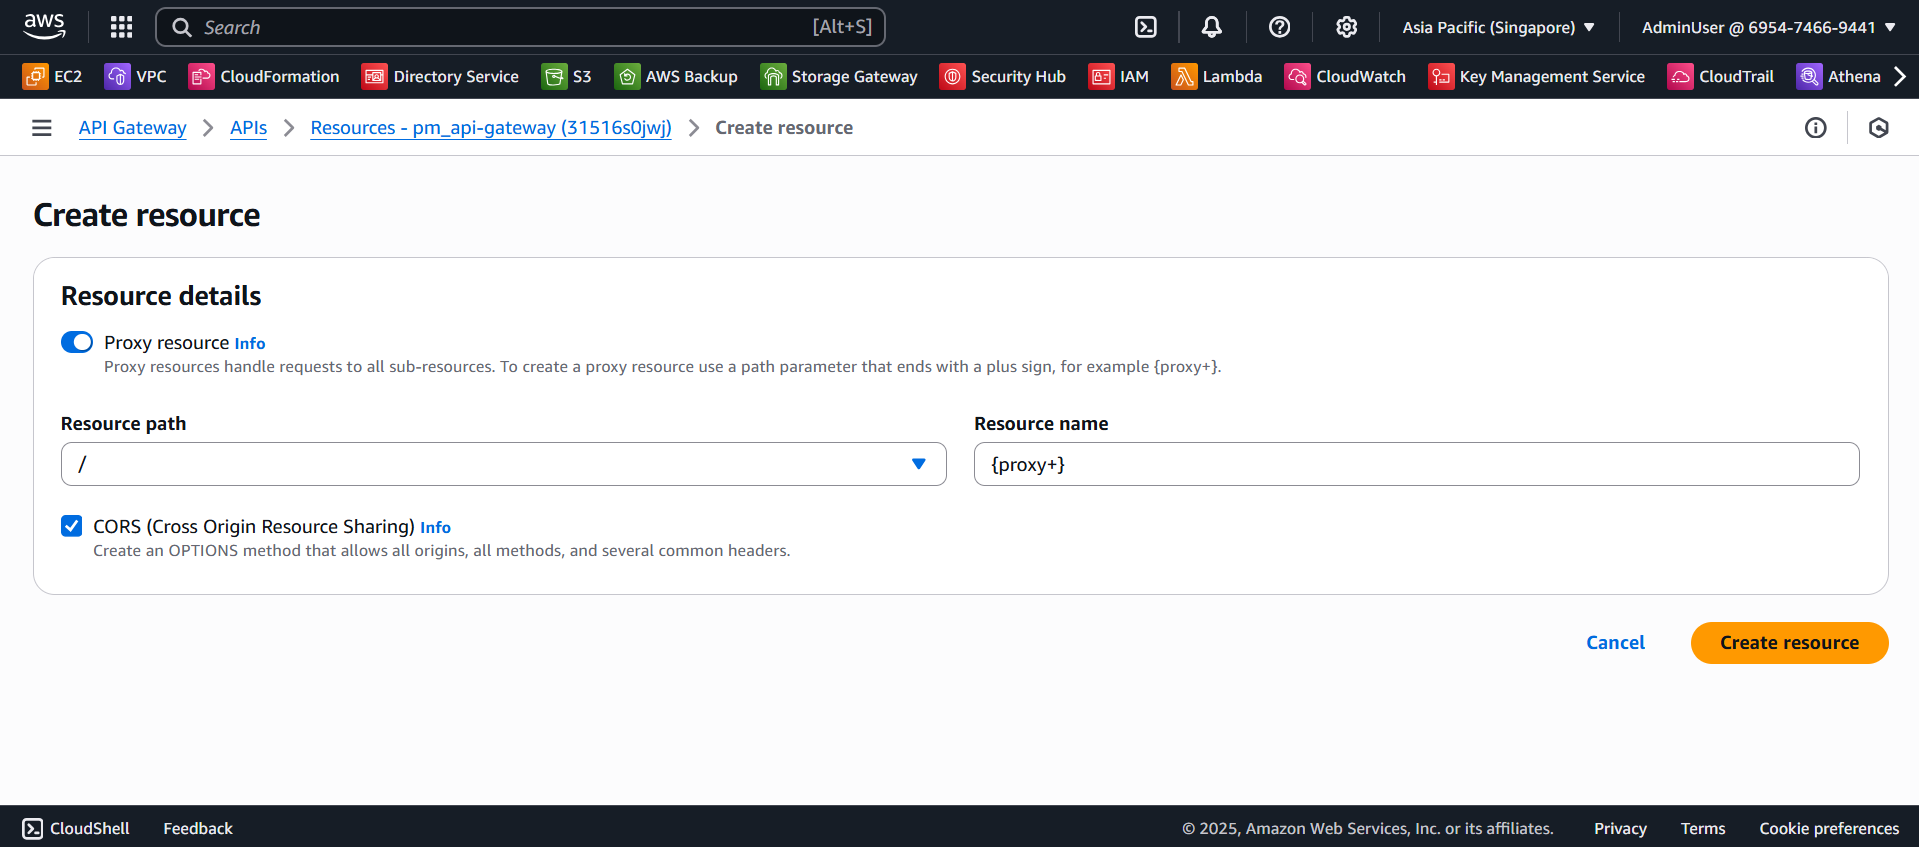 aws Search [Alt+S] Asia Pacific (Singapore) AdminUser @ 6954-7466-9441
EC2 VPC CloudFormation Directory Service S3 AWS Backup Storage Gateway Security Hub IAM Lambda CloudWatch Key Management Service CloudTrail Athena
API Gateway APIs Resources - pm_api-gateway (31516s0jwj) Create resource
Create resource
Resource details
Proxy resource Info
Proxy resources handle requests to all sub-resources. To create a proxy resource use a path parameter that ends with a plus sign, for example {proxy+}.
Resource path Resource name
/ {proxy+}
CORS (Cross Origin Resource Sharing) Info
Create an OPTIONS method that allows all origins, all methods, and several common headers.
Cancel Create resource
CloudShell Feedback © 2025, Amazon Web Services, Inc. or its affiliates. Privacy Terms Cookie preferences